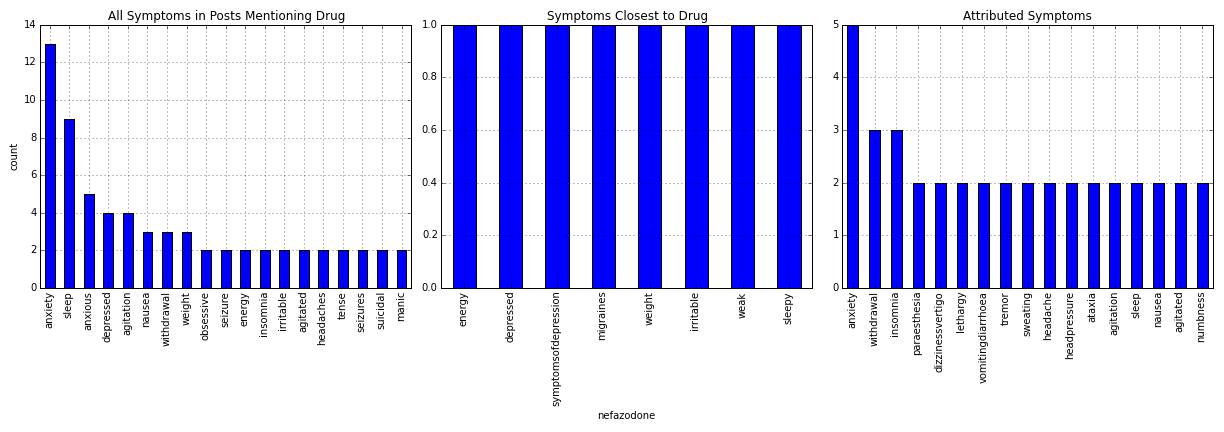 All Symptoms in Posts Mentioning Drug
14
12
10
8
6
4
2
0
count
anxiety
sleep
anxious
depressed
agitation
nausea
withdrawal
weight
obsessive
seizure
energy
insomnia
irritable
agitated
headaches
tense
seizures
suicidal
manic
Symptoms Closest to Drug
1.0
0.8
0.6
0.4
0.2
0.0
energy
depressed
symptomsofdepression
migraines
weight
irritable
weak
sleepy
nefazodone
Attributed Symptoms
5
4
3
2
1
0
anxiety
withdrawal
insomnia
paraesthesia
dizzinessvertigo
lethargy
vomitingdiarrhoea
tremor
sweating
headache
headpressure
ataxia
agitation
sleep
nausea
agitated
numbness